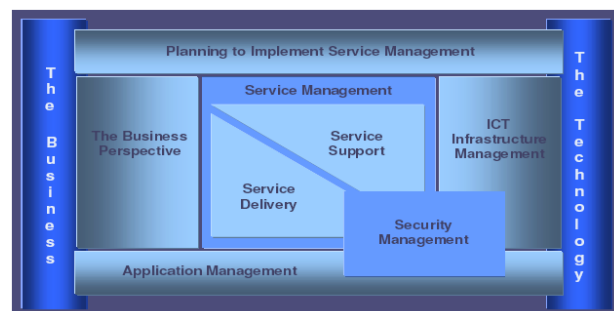 The Business
Planning to Implement Service Management
The Technology
Service Management
The Business
Perspective
Service
Support
ICT
Infrastructure
Management
Service
Delivery
Security
Management
Application Management